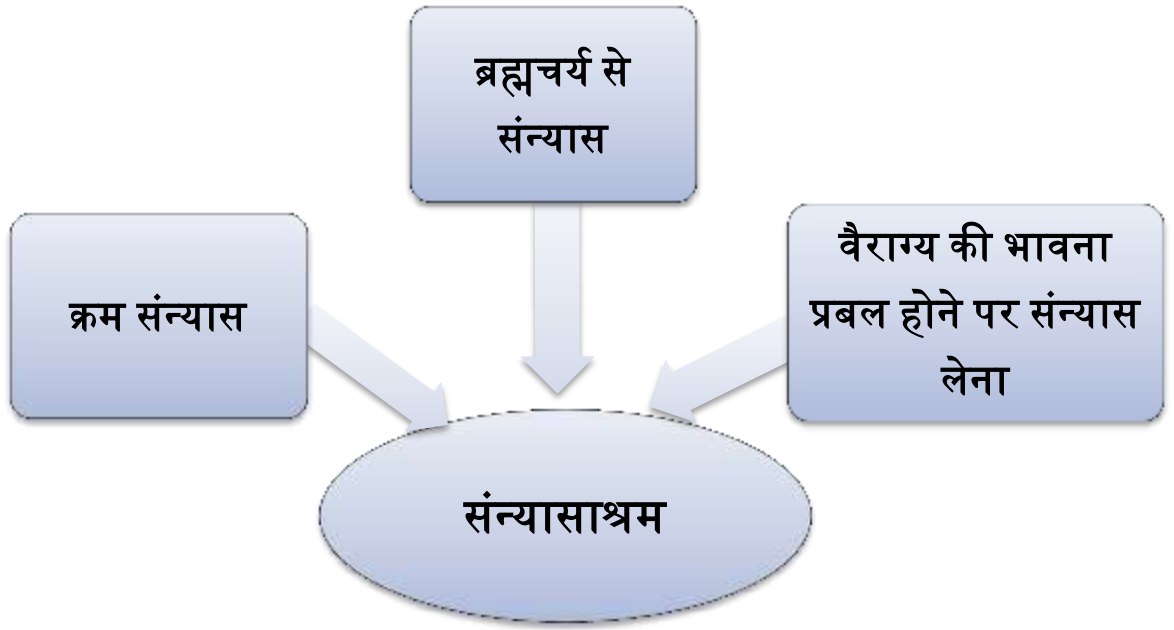 ब्रह्मचर्य से
संन्यास
क्रम संन्यास
वैराग्य की भावना
प्रबल होने पर संन्यास
लेना
संन्यासाश्रम